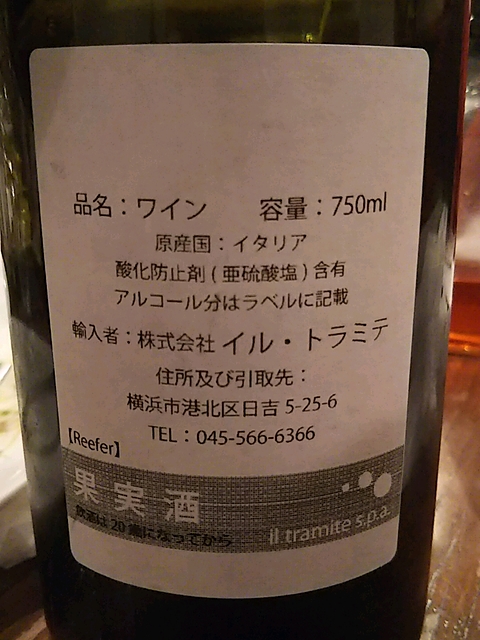 品名：ワイン　容量：750ml
原産国：イタリア
酸化防止剤(亜硫酸塩)含有
アルコール分はラベルに記載
輸入者：株式会社 イル・トラミテ
住所及び引取先：
横浜市港北区日吉 5-25-6
TEL：045-566-6366
【Reefer】
果実酒
飲酒は20歳になってから
il tramite s.p.a.